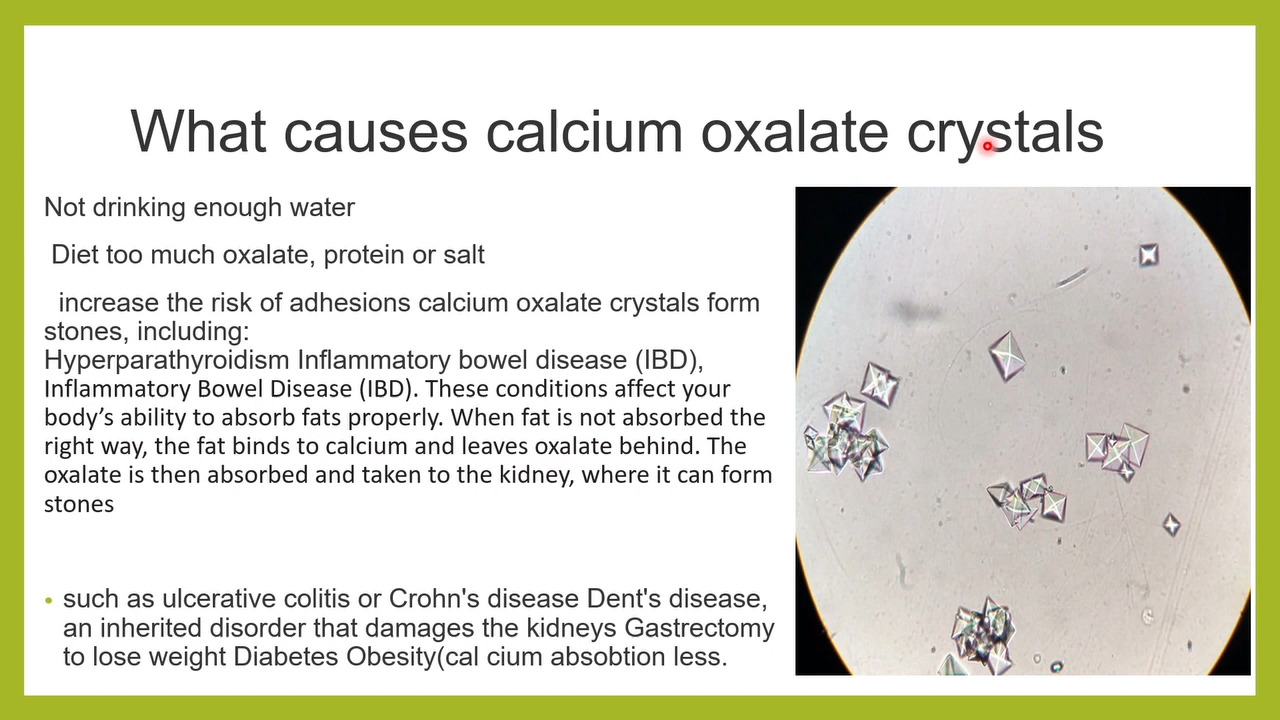 What causes calcium oxalate crystals
Not drinking enough water
Diet too much oxalate, protein or salt
increase the risk of adhesions calcium oxalate crystals form
stones, including:
Hyperparathyroidism Inflammatory bowel disease (IBD),
Inflammatory Bowel Disease (IBD). These conditions affect your
body’s ability to absorb fats properly. When fat is not absorbed the
right way, the fat binds to calcium and leaves oxalate behind. The
oxalate is then absorbed and taken to the kidney, where it can form
stones
• such as ulcerative colitis or Crohn's disease Dent's disease,
an inherited disorder that damages the kidneys Gastrectomy
to lose weight Diabetes Obesity(cal cium absobtion less.